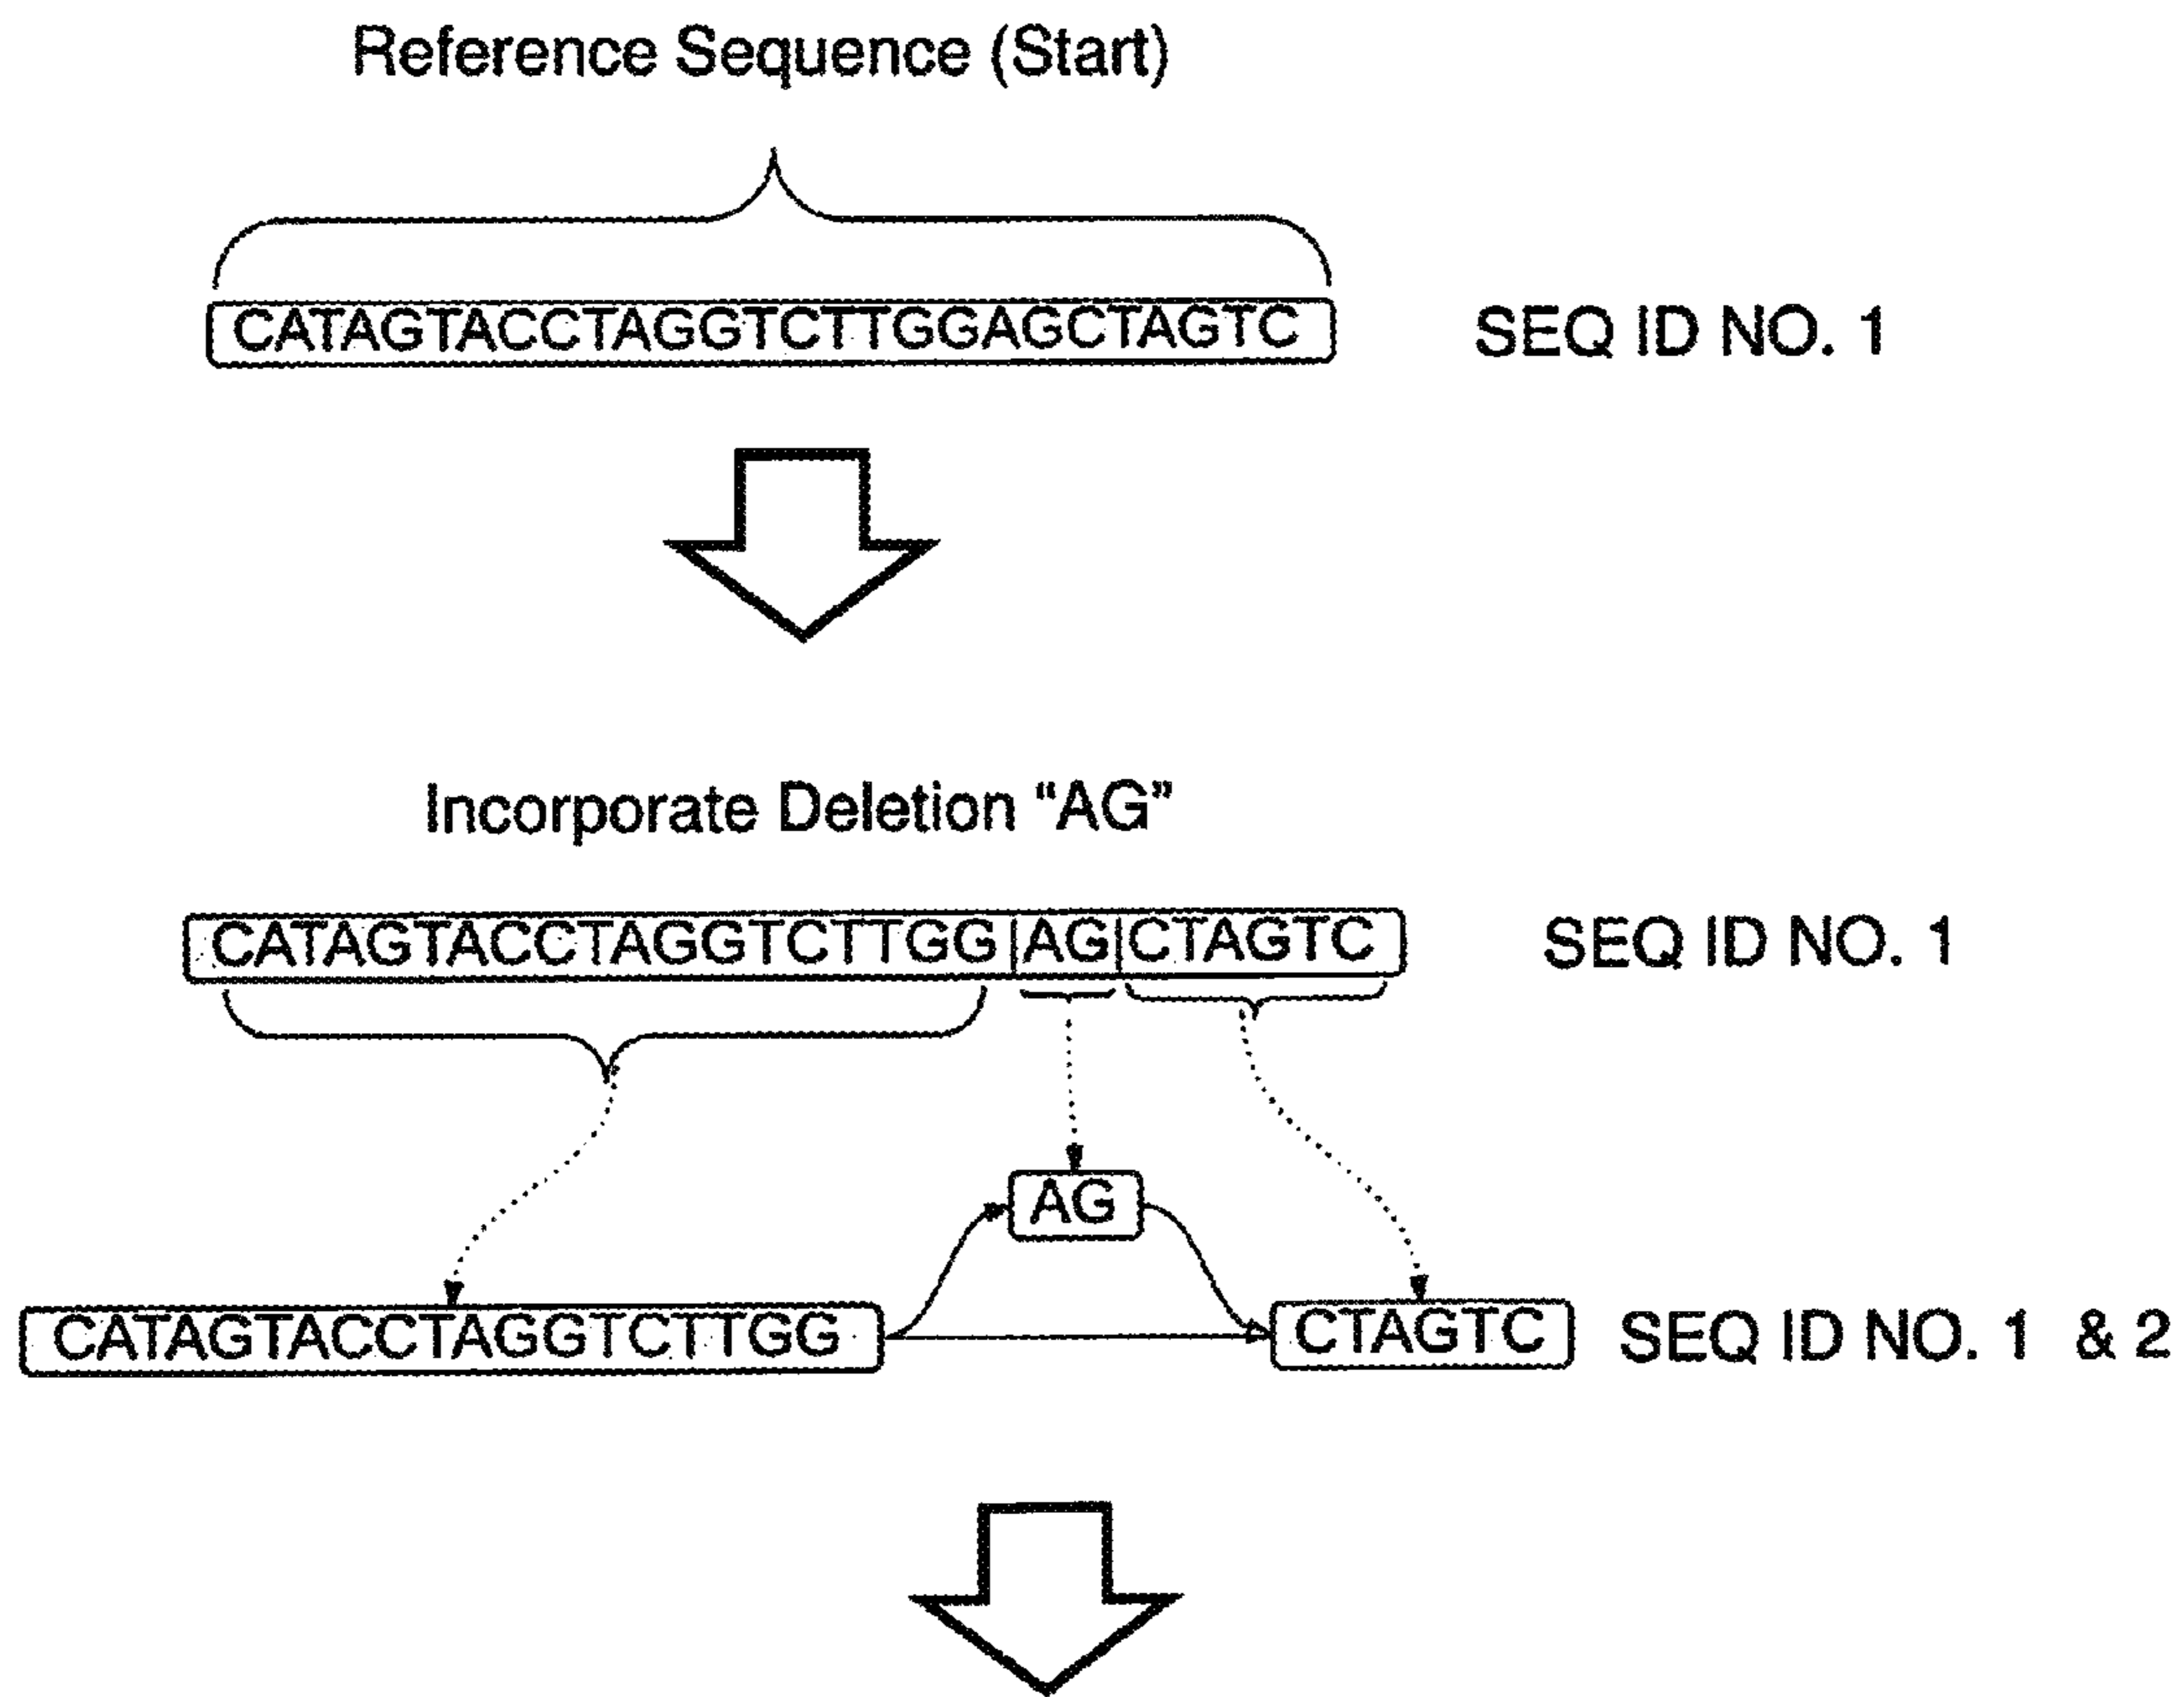 Reference Sequence (Start)
CATAGTACCTAGGTCTTGGAGCTAGTC SEQ ID NO. 1
Incorporate Deletion “AG”
CATAGTACCTAGGTCTTGG AG CTAGTC SEQ ID NO. 1
AG
CATAGTACCTAGGTCTTGG CTAGTC SEQ ID NO. 1 & 2